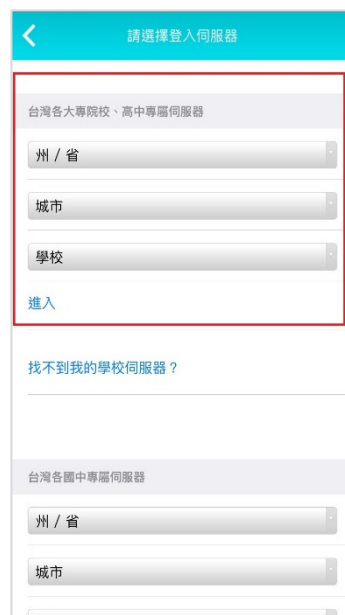 請選擇登入伺服器
台灣各大專院校、高中專屬伺服器
州 / 省
城市
學校
進入
找不到我的學校伺服器？
台灣各國中專屬伺服器
州 / 省
城市